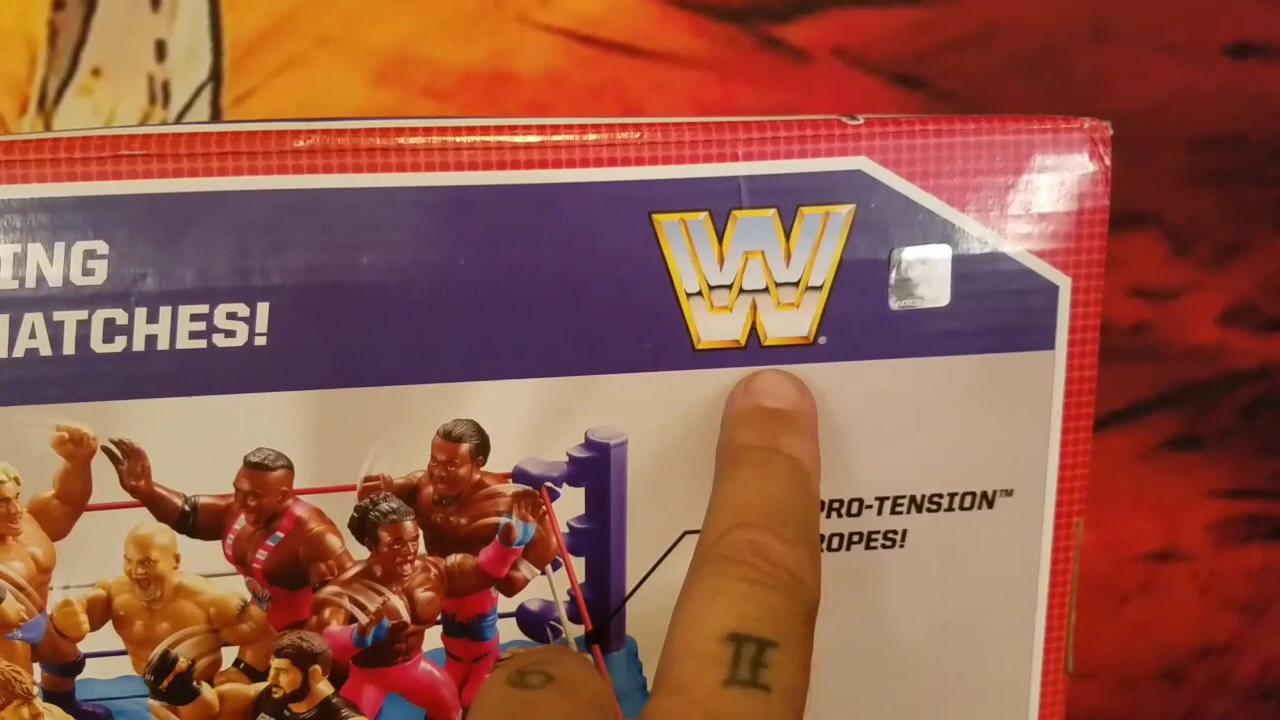 ING
MATCHES!
W
®
PRO-TENSION™
ROPES!
II